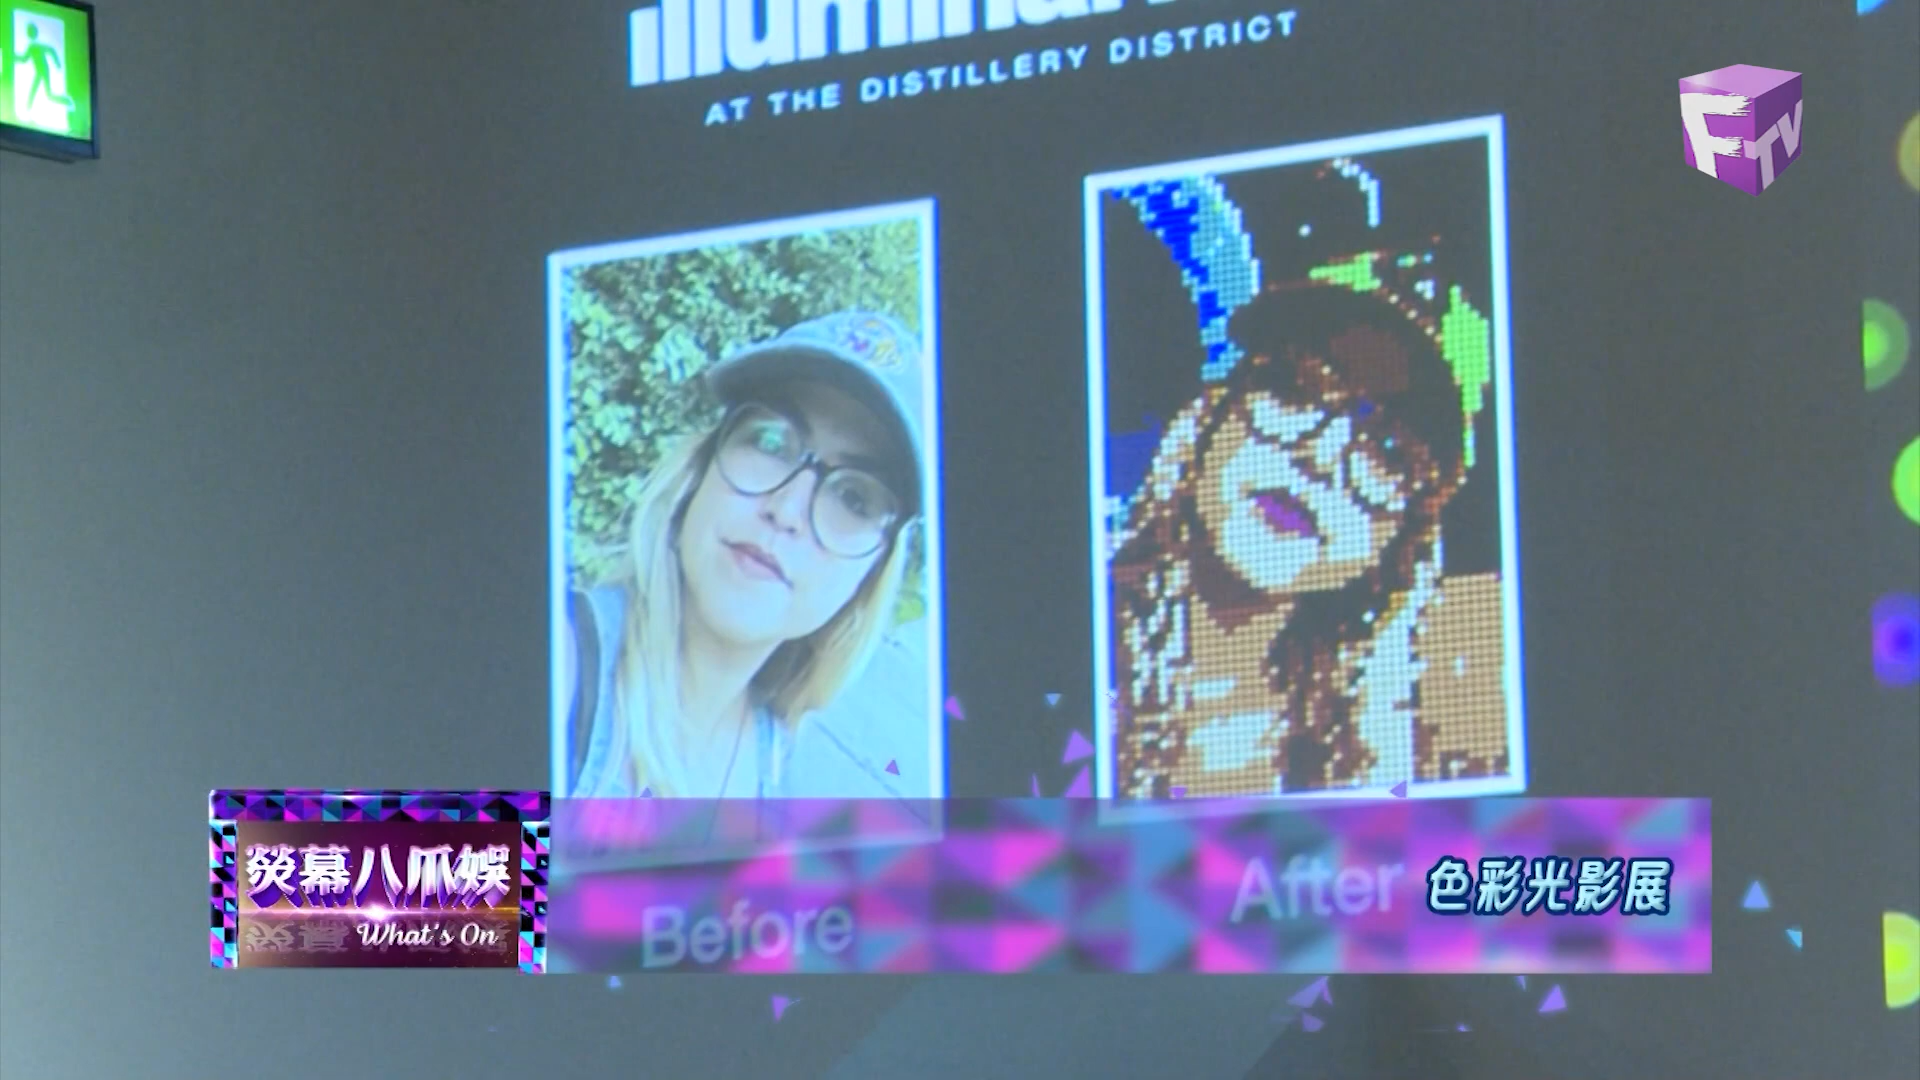 AT THE DISTILLERY DISTRICT
FTV
熒幕八爪娛
What's On
Before
After
色彩光影展